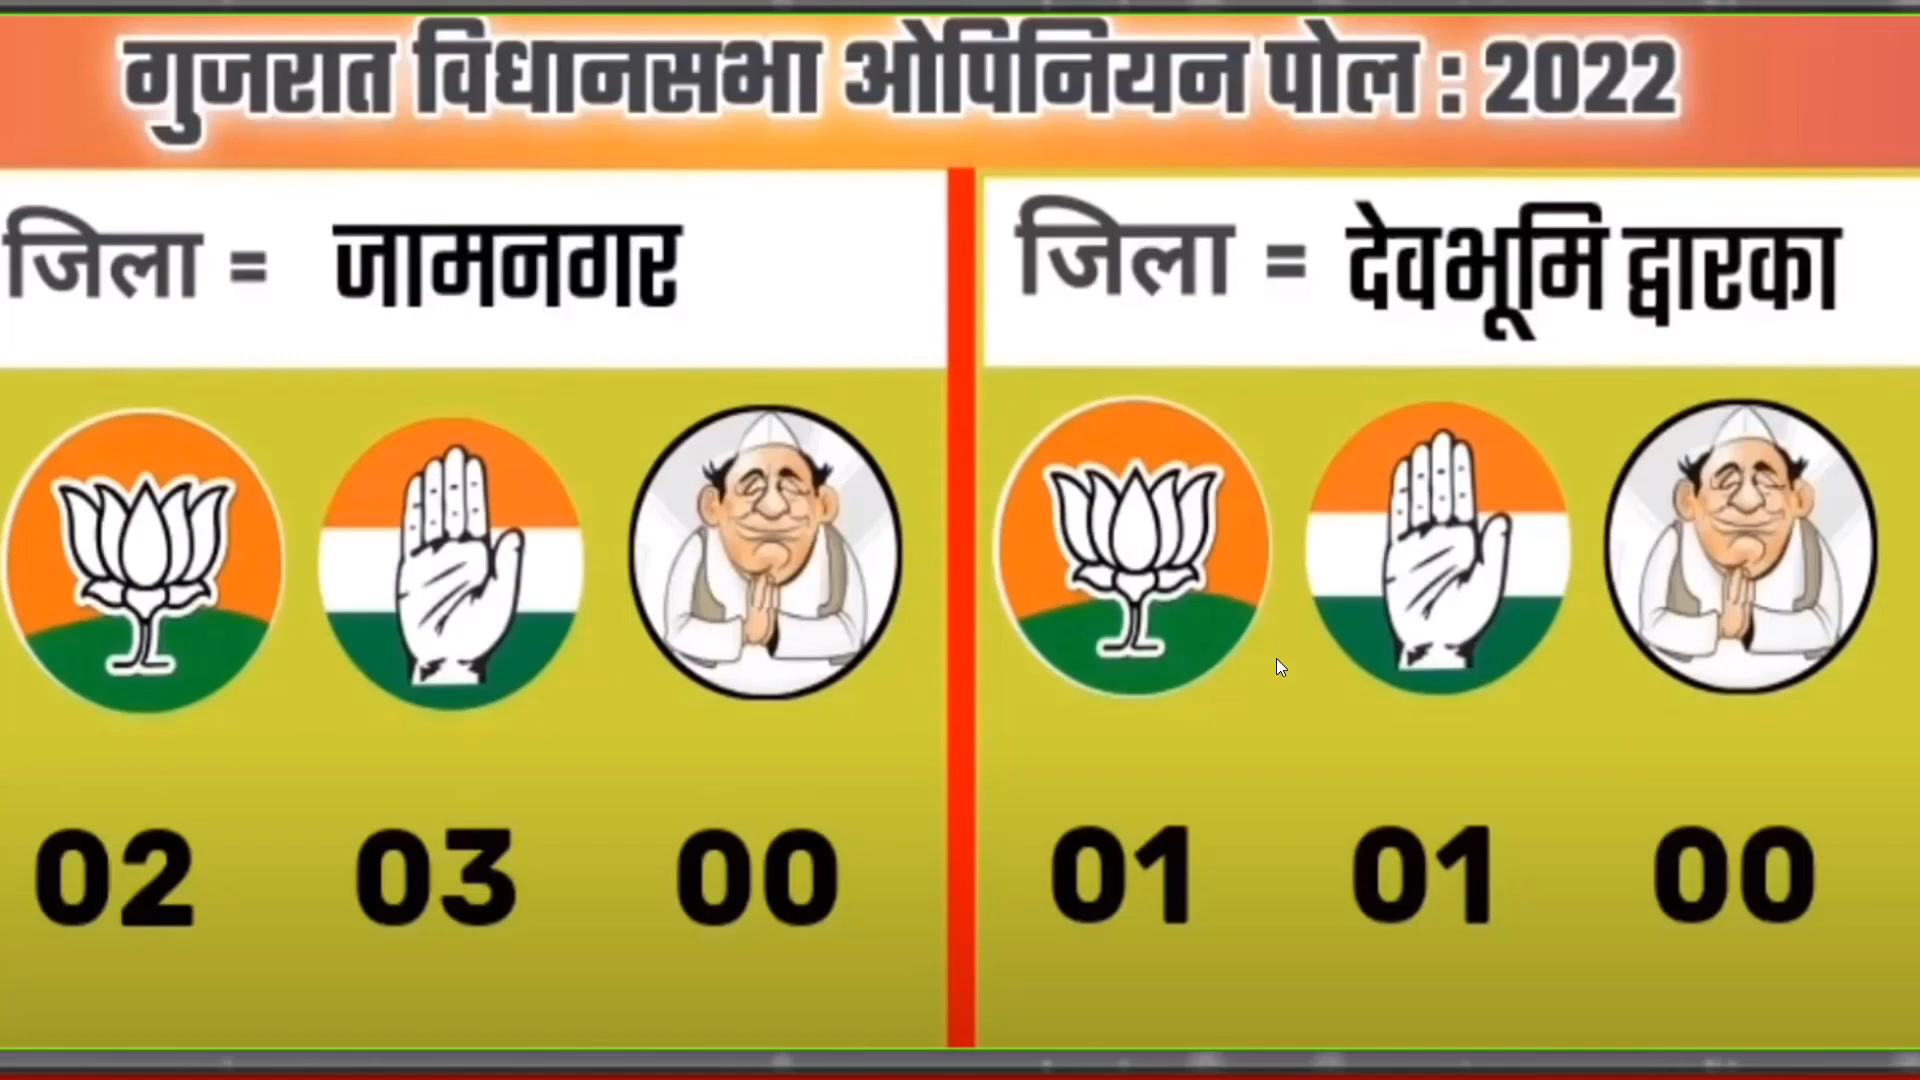 गुजरात विधानसभा ओपिनियन पोल : 2022
जिला = जामनगर
02 03 00
जिला = देवभूमि द्वारका
01 01 00